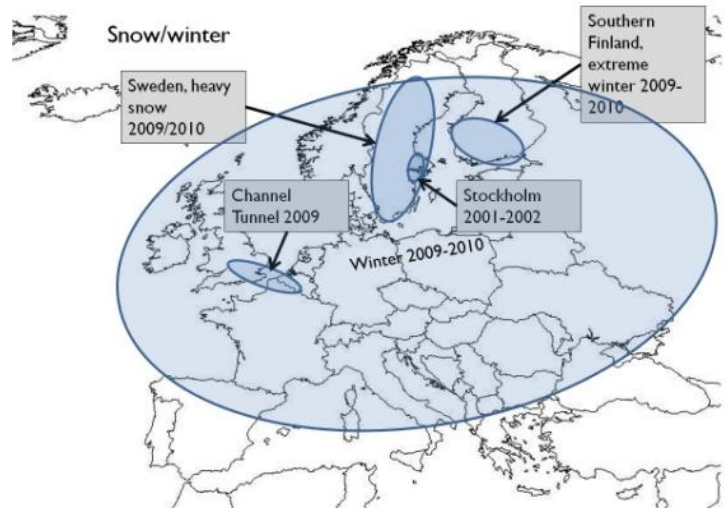 Snow/winter
Southern
Finland,
extreme
winter 2009-
2010
Sweden, heavy
snow
2009/2010
Channel
Tunnel 2009
Stockholm
2001-2002
Winter 2009-2010